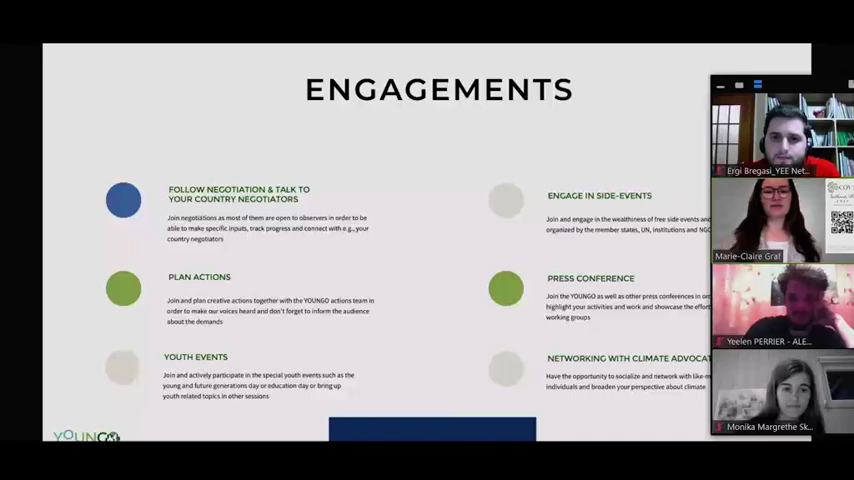 ENGAGEMENTS
FOLLOW NEGOTIATION & TALK TO
YOUR COUNTRY NEGOTIATORS
Join negotiations as most of them are open to observers in order to be
able to make specific inputs, track progress and connect with e.g., your
country negotiators
PLAN ACTIONS
Join and plan creative actions together with the YOUNGO actions team in
order to make our voices heard and don't forget to inform the audience
about the demands
YOUTH EVENTS
Join and actively participate in the special youth events such as the
young and future generations day or education day or bring up
youth related topics in other sessions
ENGAGE IN SIDE-EVENTS
Join and engage in the wealthiness of free side events and
organized by the member states, UN, institutions and NGO
PRESS CONFERENCE
Join the YOUNGO as well as other press conferences in
highlight your activities and work and showcase the
working groups
NETWORKING WITH CLIMATE ADVOCAT
Have the opportunity to socialize and network with
individuals and broaden your perspective about climate
YOUNGO
Ergi Bregasi_YEE Net...
COY
Marie-Claire Graf
Yeelen PERRIER - ALE...
Monika Margrethe Sk...